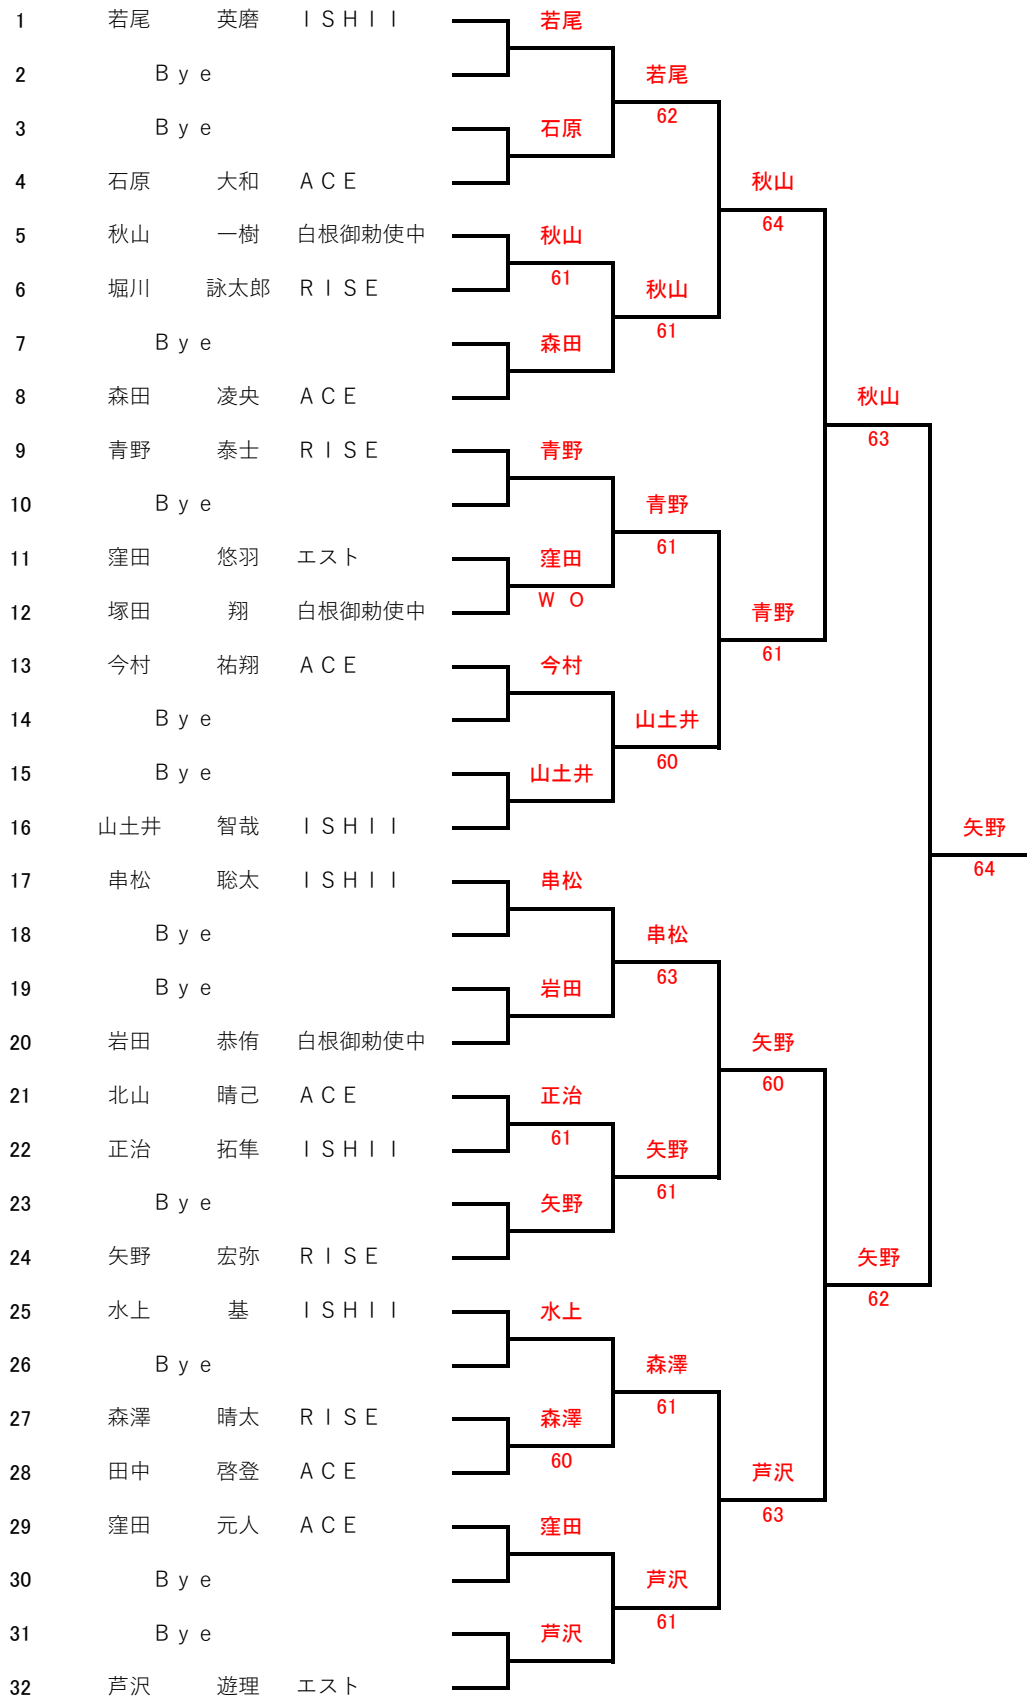 1 若尾 英磨 ＩＳＨＩＩ 若尾
2 Ｂｙｅ 若尾
62
3 Ｂｙｅ 石原
4 石原 大和 ＡＣＥ 秋山
64
5 秋山 一樹 白根御勅使中 秋山
61
6 堀川 詠太郎 ＲＩＳＥ 秋山
61
7 Ｂｙｅ 森田
8 森田 凌央 ＡＣＥ 秋山
63
9 青野 泰士 ＲＩＳＥ 青野
10 Ｂｙｅ 青野
61
11 窪田 悠羽 エスト 窪田
ＷＯ
12 塚田 翔 白根御勅使中 青野
61
13 今村 祐翔 ＡＣＥ 今村
14 Ｂｙｅ 山土井
60
15 Ｂｙｅ 山土井
16 山土井 智哉 ＩＳＨＩＩ 矢野
64
17 串松 聡太 ＩＳＨＩＩ 串松
18 Ｂｙｅ 串松
63
19 Ｂｙｅ 岩田
20 岩田 恭侑 白根御勅使中 矢野
60
21 北山 晴己 ＡＣＥ 正治
61
22 正治 拓隼 ＩＳＨＩＩ 矢野
61
23 Ｂｙｅ 矢野
24 矢野 宏弥 ＲＩＳＥ 矢野
62
25 水上 基 ＩＳＨＩＩ 水上
26 Ｂｙｅ 森澤
61
27 森澤 晴太 ＲＩＳＥ 森澤
60
28 田中 啓登 ＡＣＥ 芦沢
63
29 窪田 元人 ＡＣＥ 窪田
30 Ｂｙｅ 芦沢
61
31 Ｂｙｅ 芦沢
32 芦沢 遊理 エスト